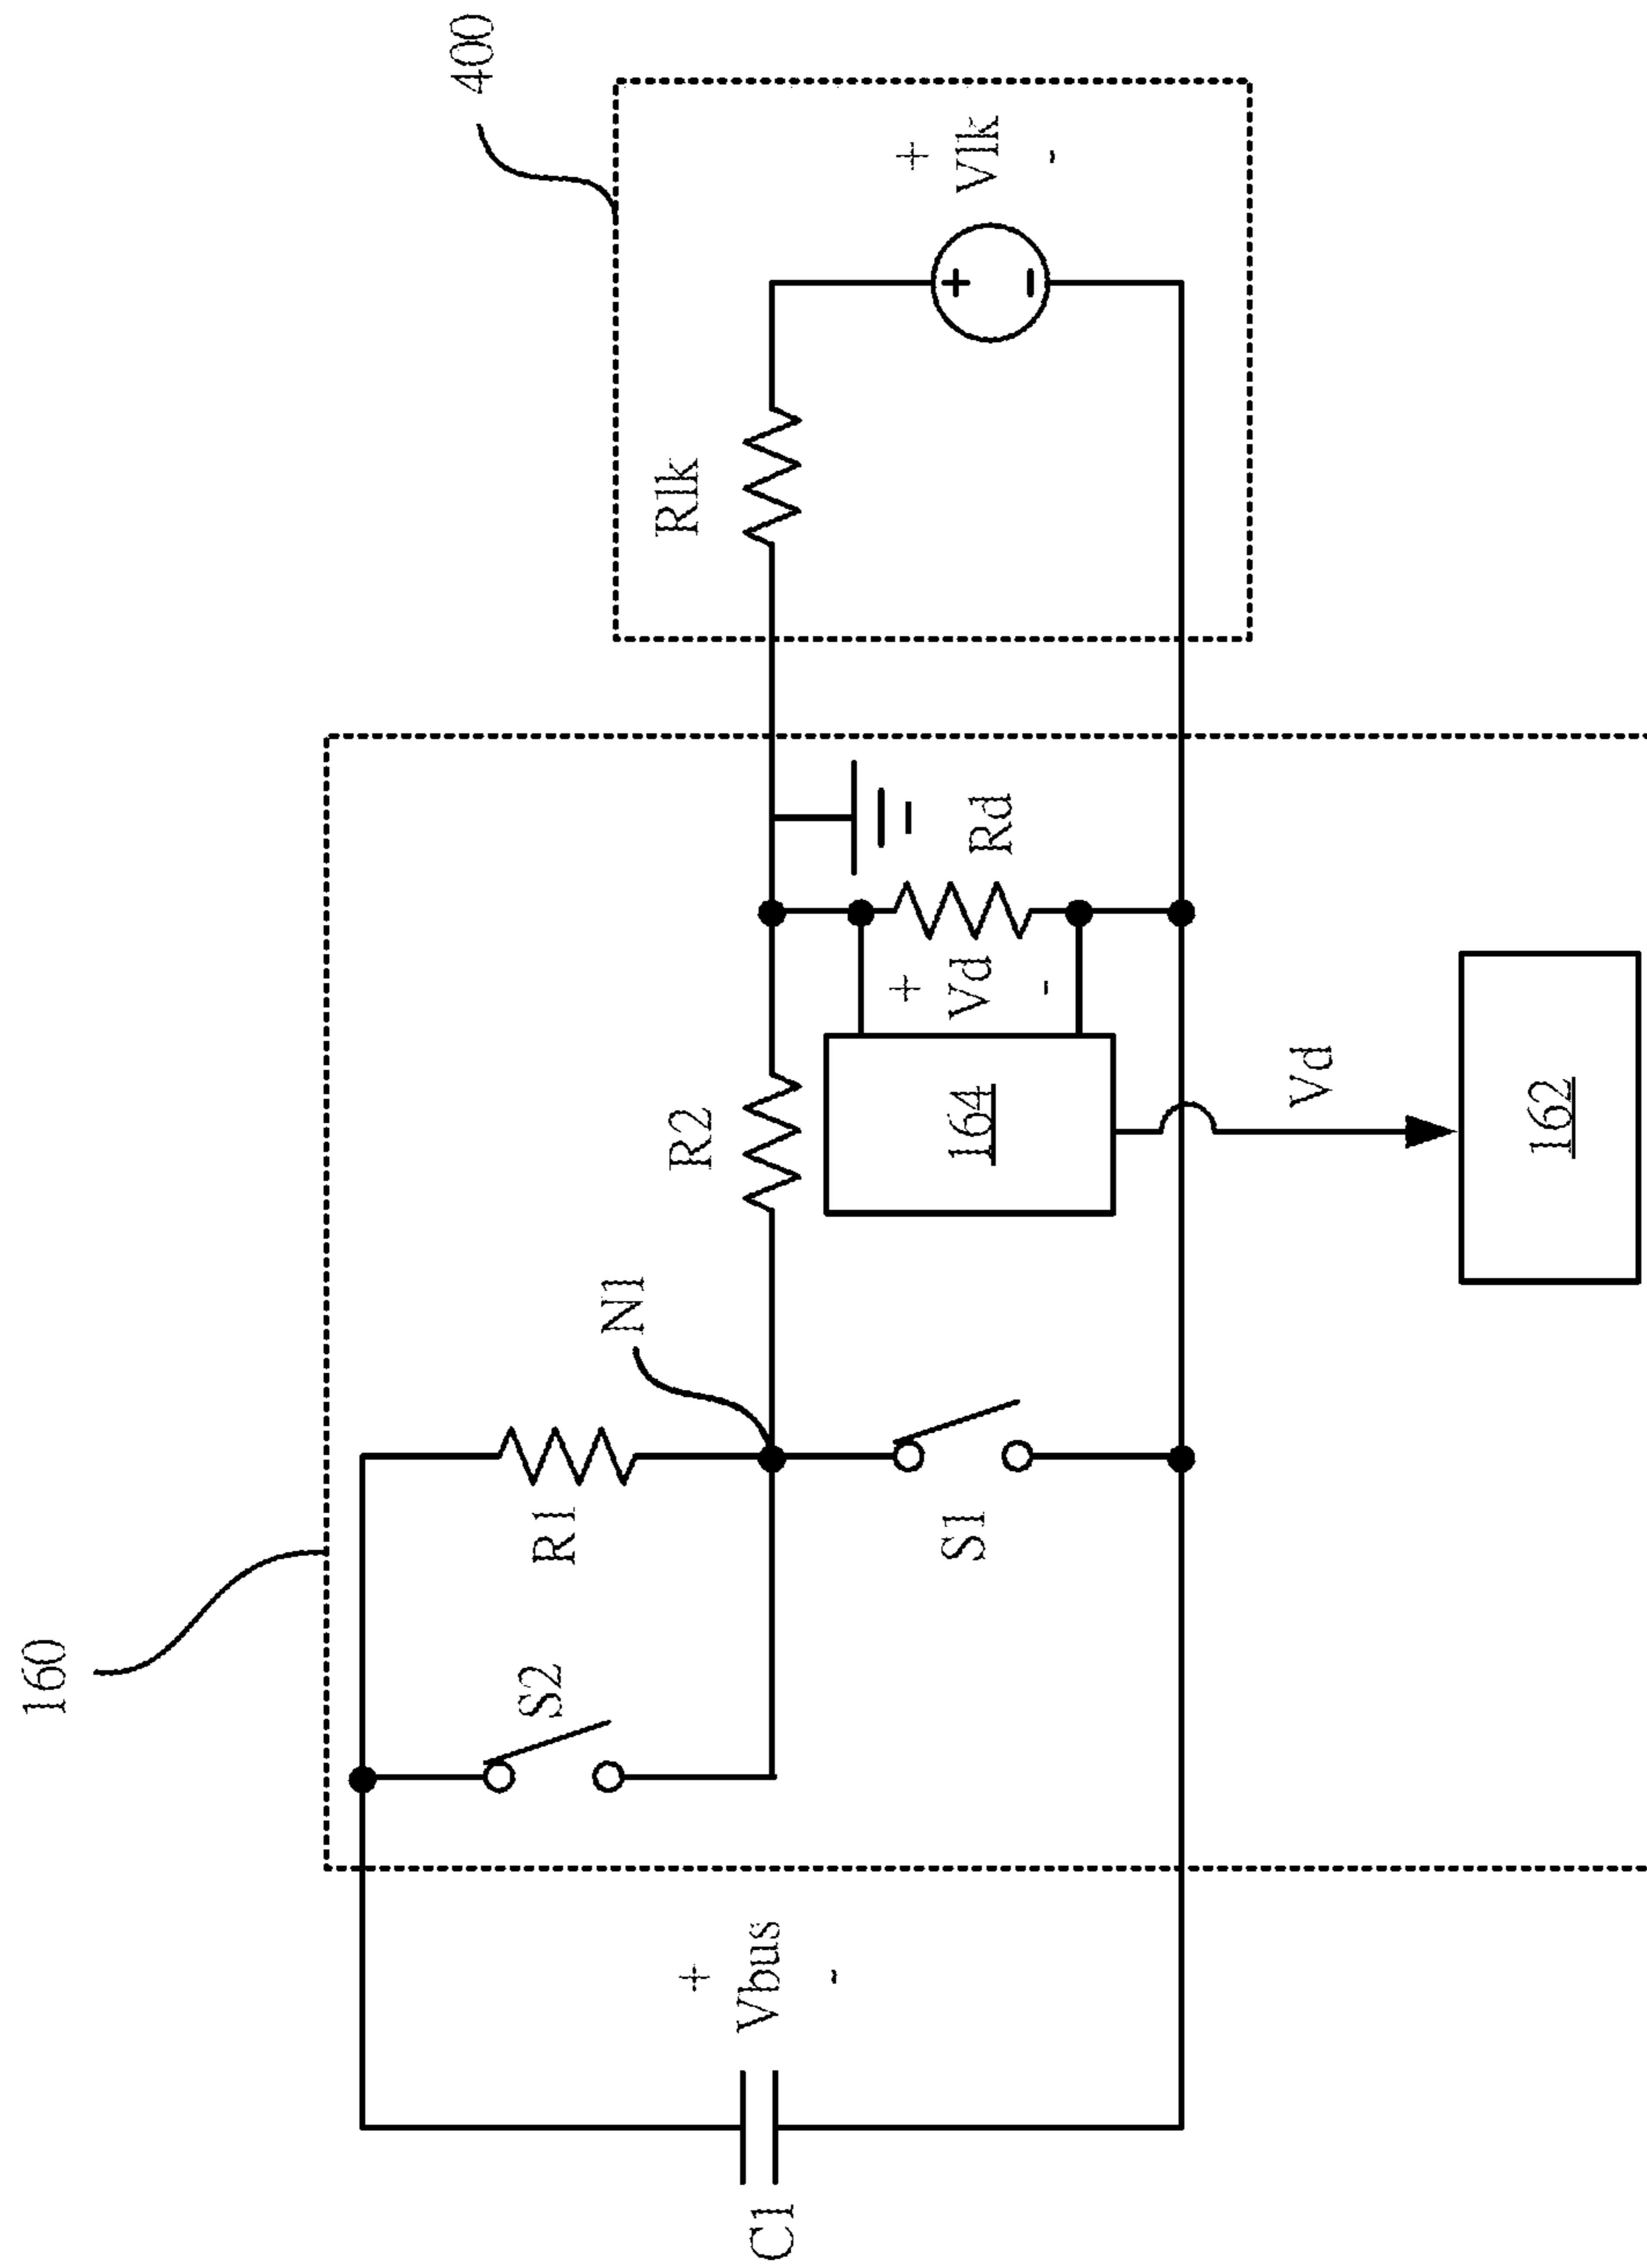 160
400
S2
R1
N1
R2
Rlk
C1
+
Vbus
-
S1
164
+
Vd
-
Rd
+
-
+
Vlk
-
Vd
162